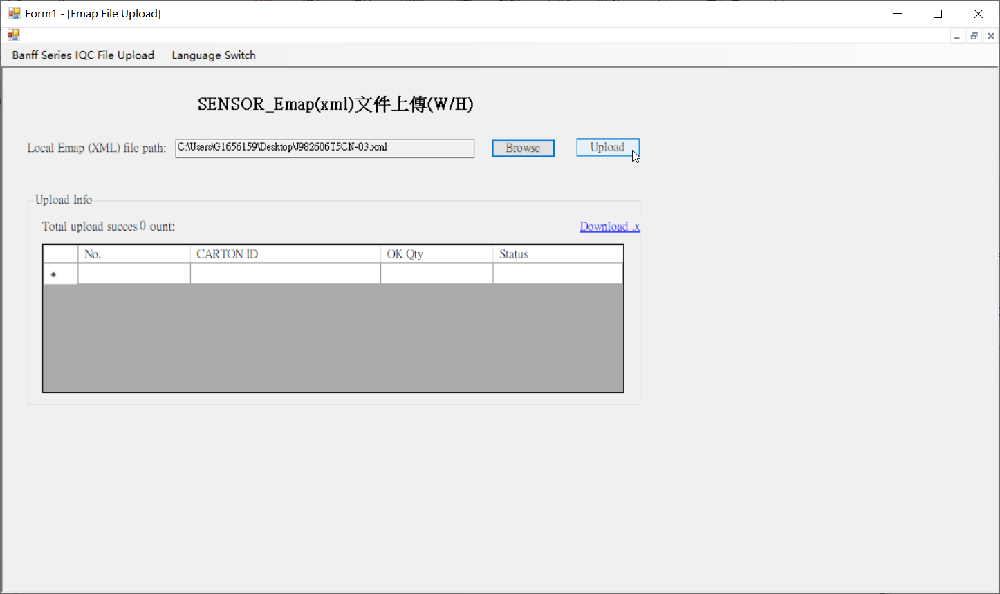 Form1 - [Emap File Upload]
Banff Series IQC File Upload Language Switch
SENSOR_Emap(xml)文件上傳(W/H)
Local Emap (XML) file path: C:\Users\G1656159\Desktop\J982606T5CN-03.xml Browse Upload
Upload Info
Total upload succes 0 ount: Download .x
No. CARTON ID OK Qty Status